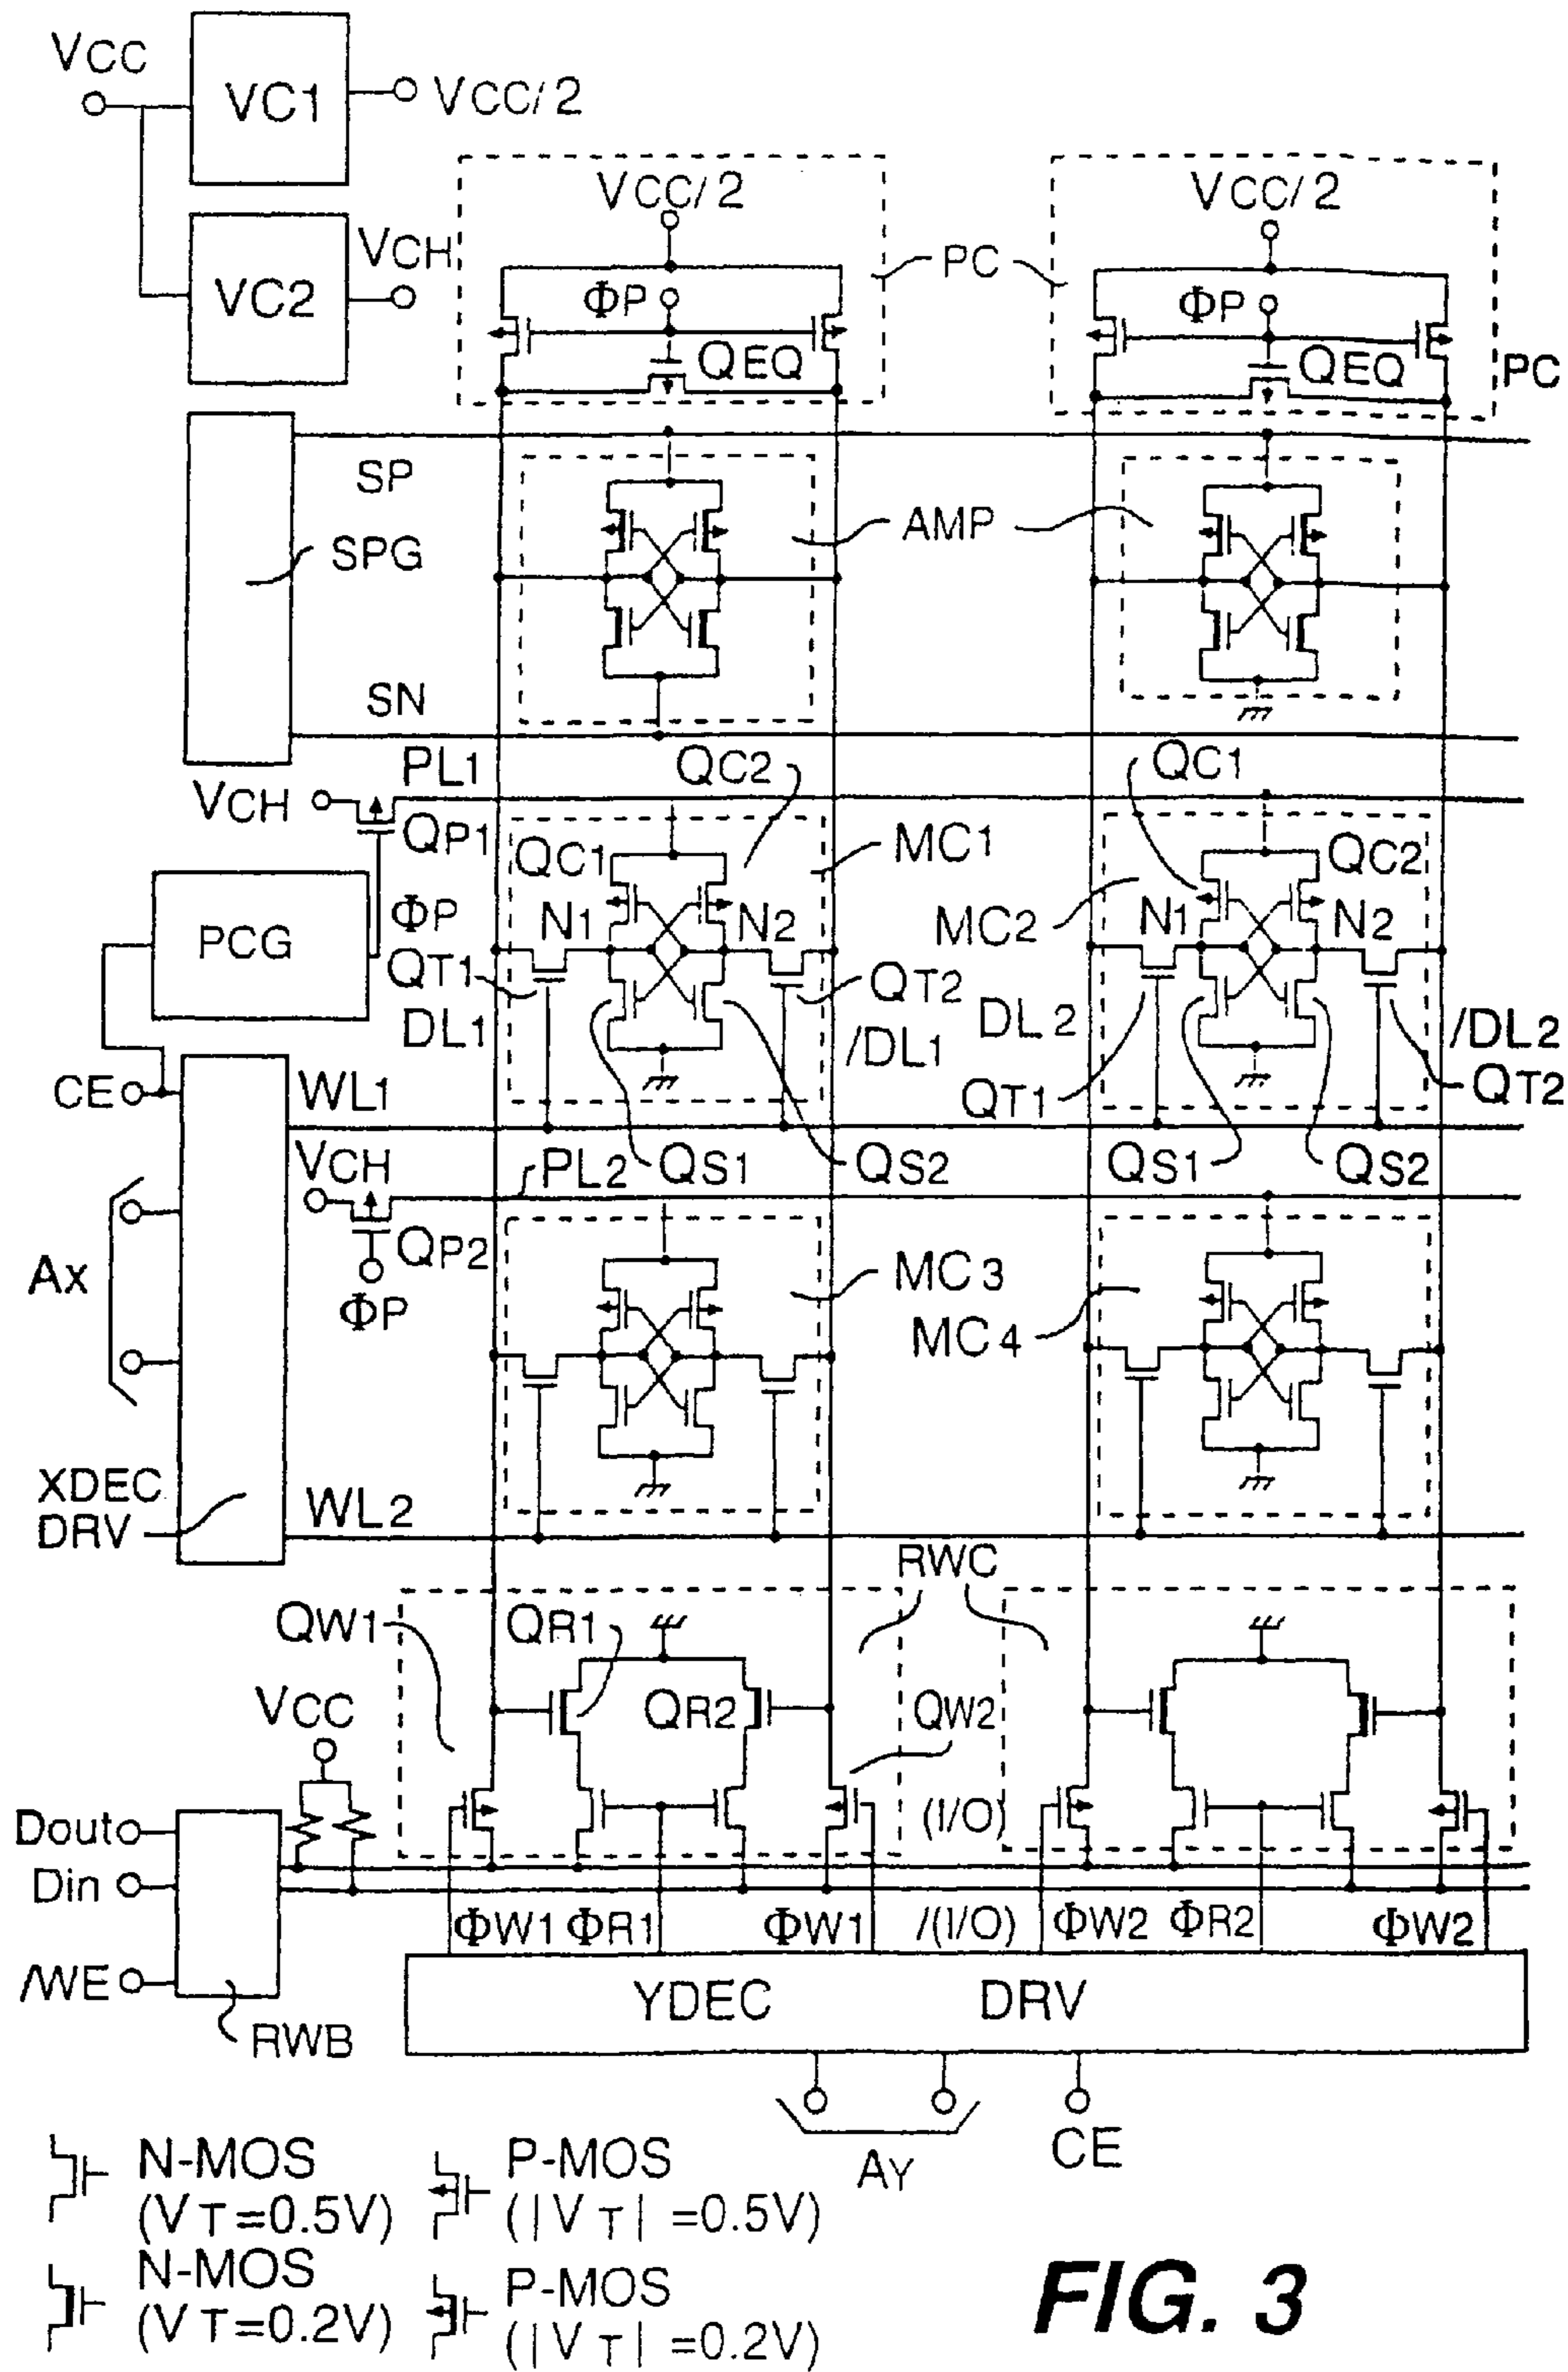 VCC
VC1
VCC/2
VC2
VCH
VCC/2
VCC/2
PC
ΦP
ΦP
QEQ
QEQ
PC
SP
SPG
AMP
SN
PL1
QC2
QC1
VCH
QP1
QC1
MC1
QC2
PCG
ΦP
N1
N2
MC2
N1
N2
QT1
QT2
DL1
/DL1
DL2
/DL2
CE
WL1
QT1
QT2
VCH
PL2
QS1
QS2
QS1
QS2
Ax
QP2
MC3
ΦP
MC4
XDEC
DRV
WL2
RWC
QW1
QR1
VCC
QR2
QW2
Dout
(I/O)
Din
ΦW1
ΦR1
ΦW1
/(I/O)
ΦW2
ΦR2
ΦW2
/WE
YDEC DRV
RWB
AY
CE
N-MOS
(VT=0.5V)
P-MOS
(|VT|=0.5V)
N-MOS
(VT=0.2V)
P-MOS
(|VT|=0.2V)
FIG. 3